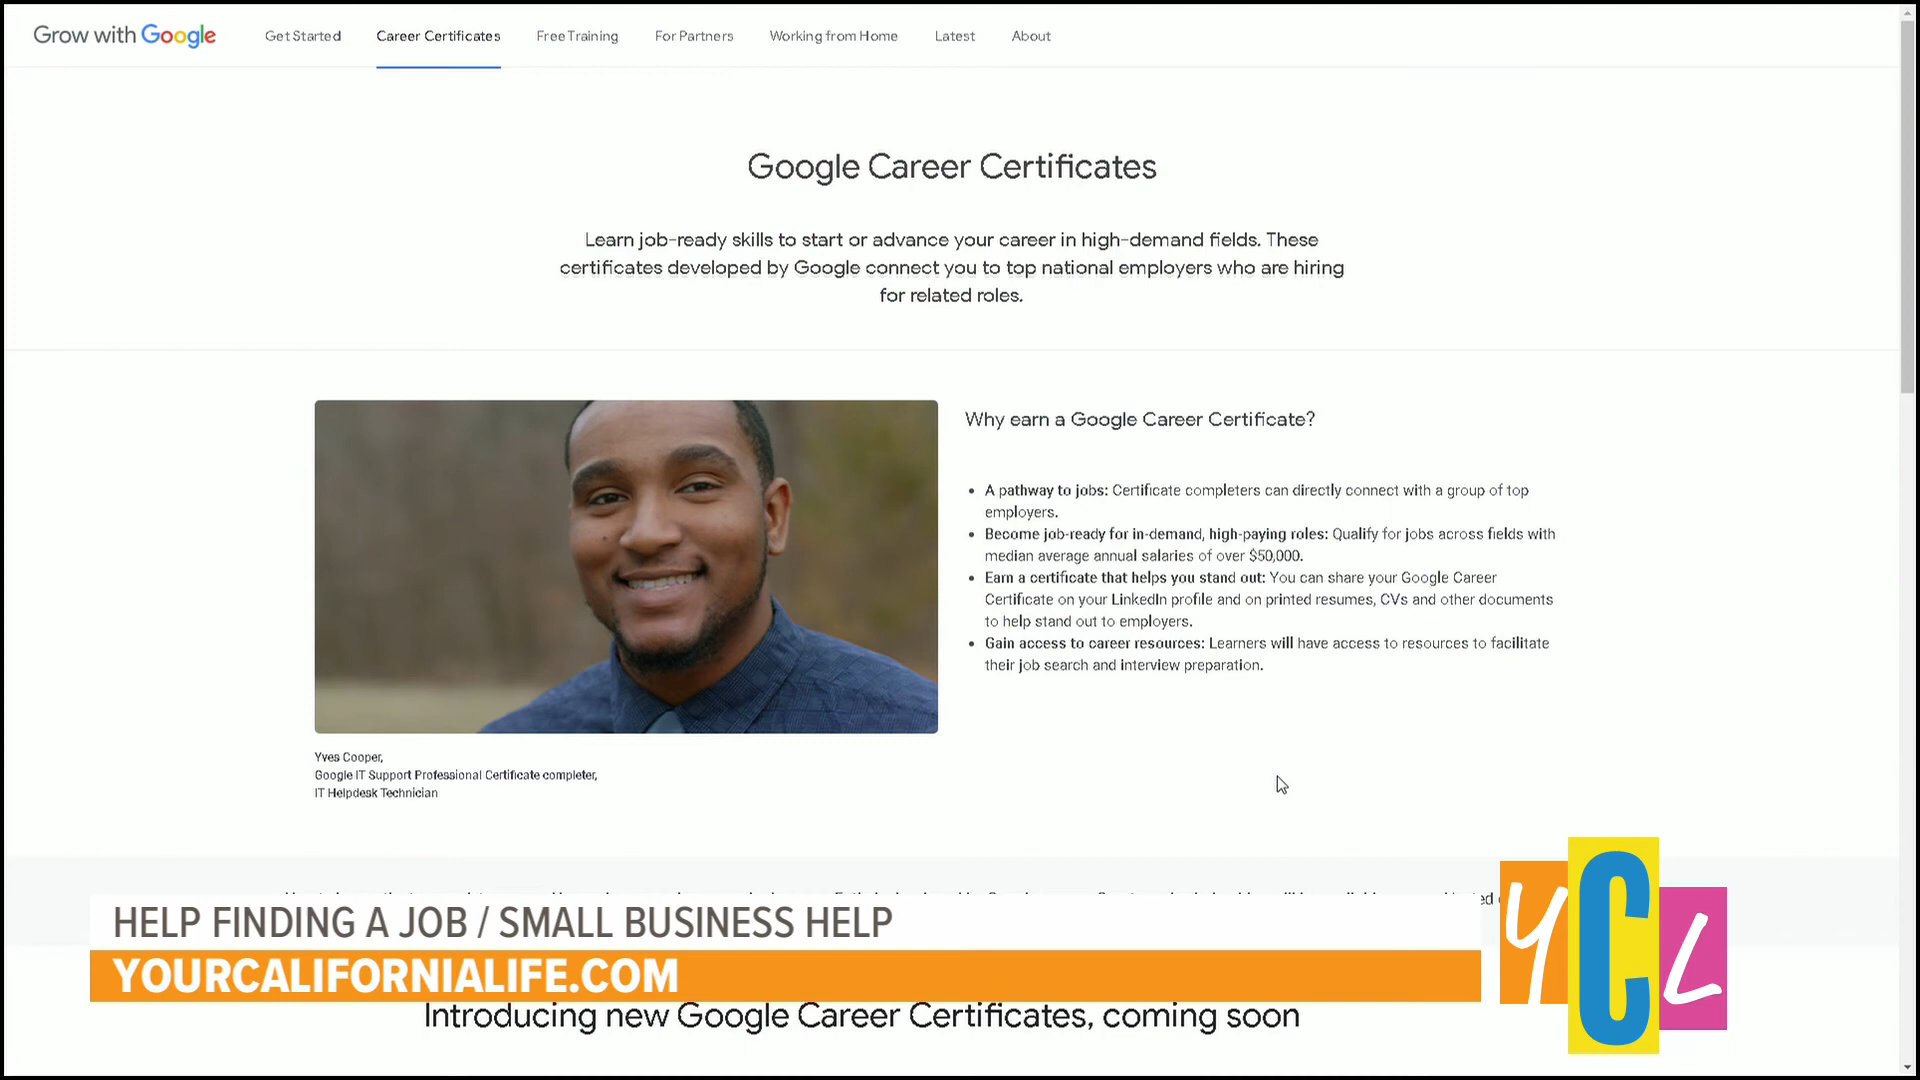 Grow with Google
Get Started
Career Certificates
Free Training
For Partners
Working from Home
Latest
About
Google Career Certificates
Learn job-ready skills to start or advance your career in high-demand fields. These
certificates developed by Google connect you to top national employers who are hiring
for related roles.
Why earn a Google Career Certificate?
• A pathway to jobs: Certificate completers can directly connect with a group of top
employers.
• Become job-ready for in-demand, high-paying roles: Qualify for jobs across fields with
median average annual salaries of over $50,000.
• Earn a certificate that helps you stand out: You can share your Google Career
Certificate on your LinkedIn profile and on printed resumes, CVs and other documents
to help stand out to employers.
• Gain access to career resources: Learners will have access to resources to facilitate
their job search and interview preparation.
Yves Cooper,
Google IT Support Professional Certificate completer,
IT Helpdesk Technician
HELP FINDING A JOB / SMALL BUSINESS HELP
YOURCALIFORNIALIFE.COM
YCL
Introducing new Google Career Certificates, coming soon